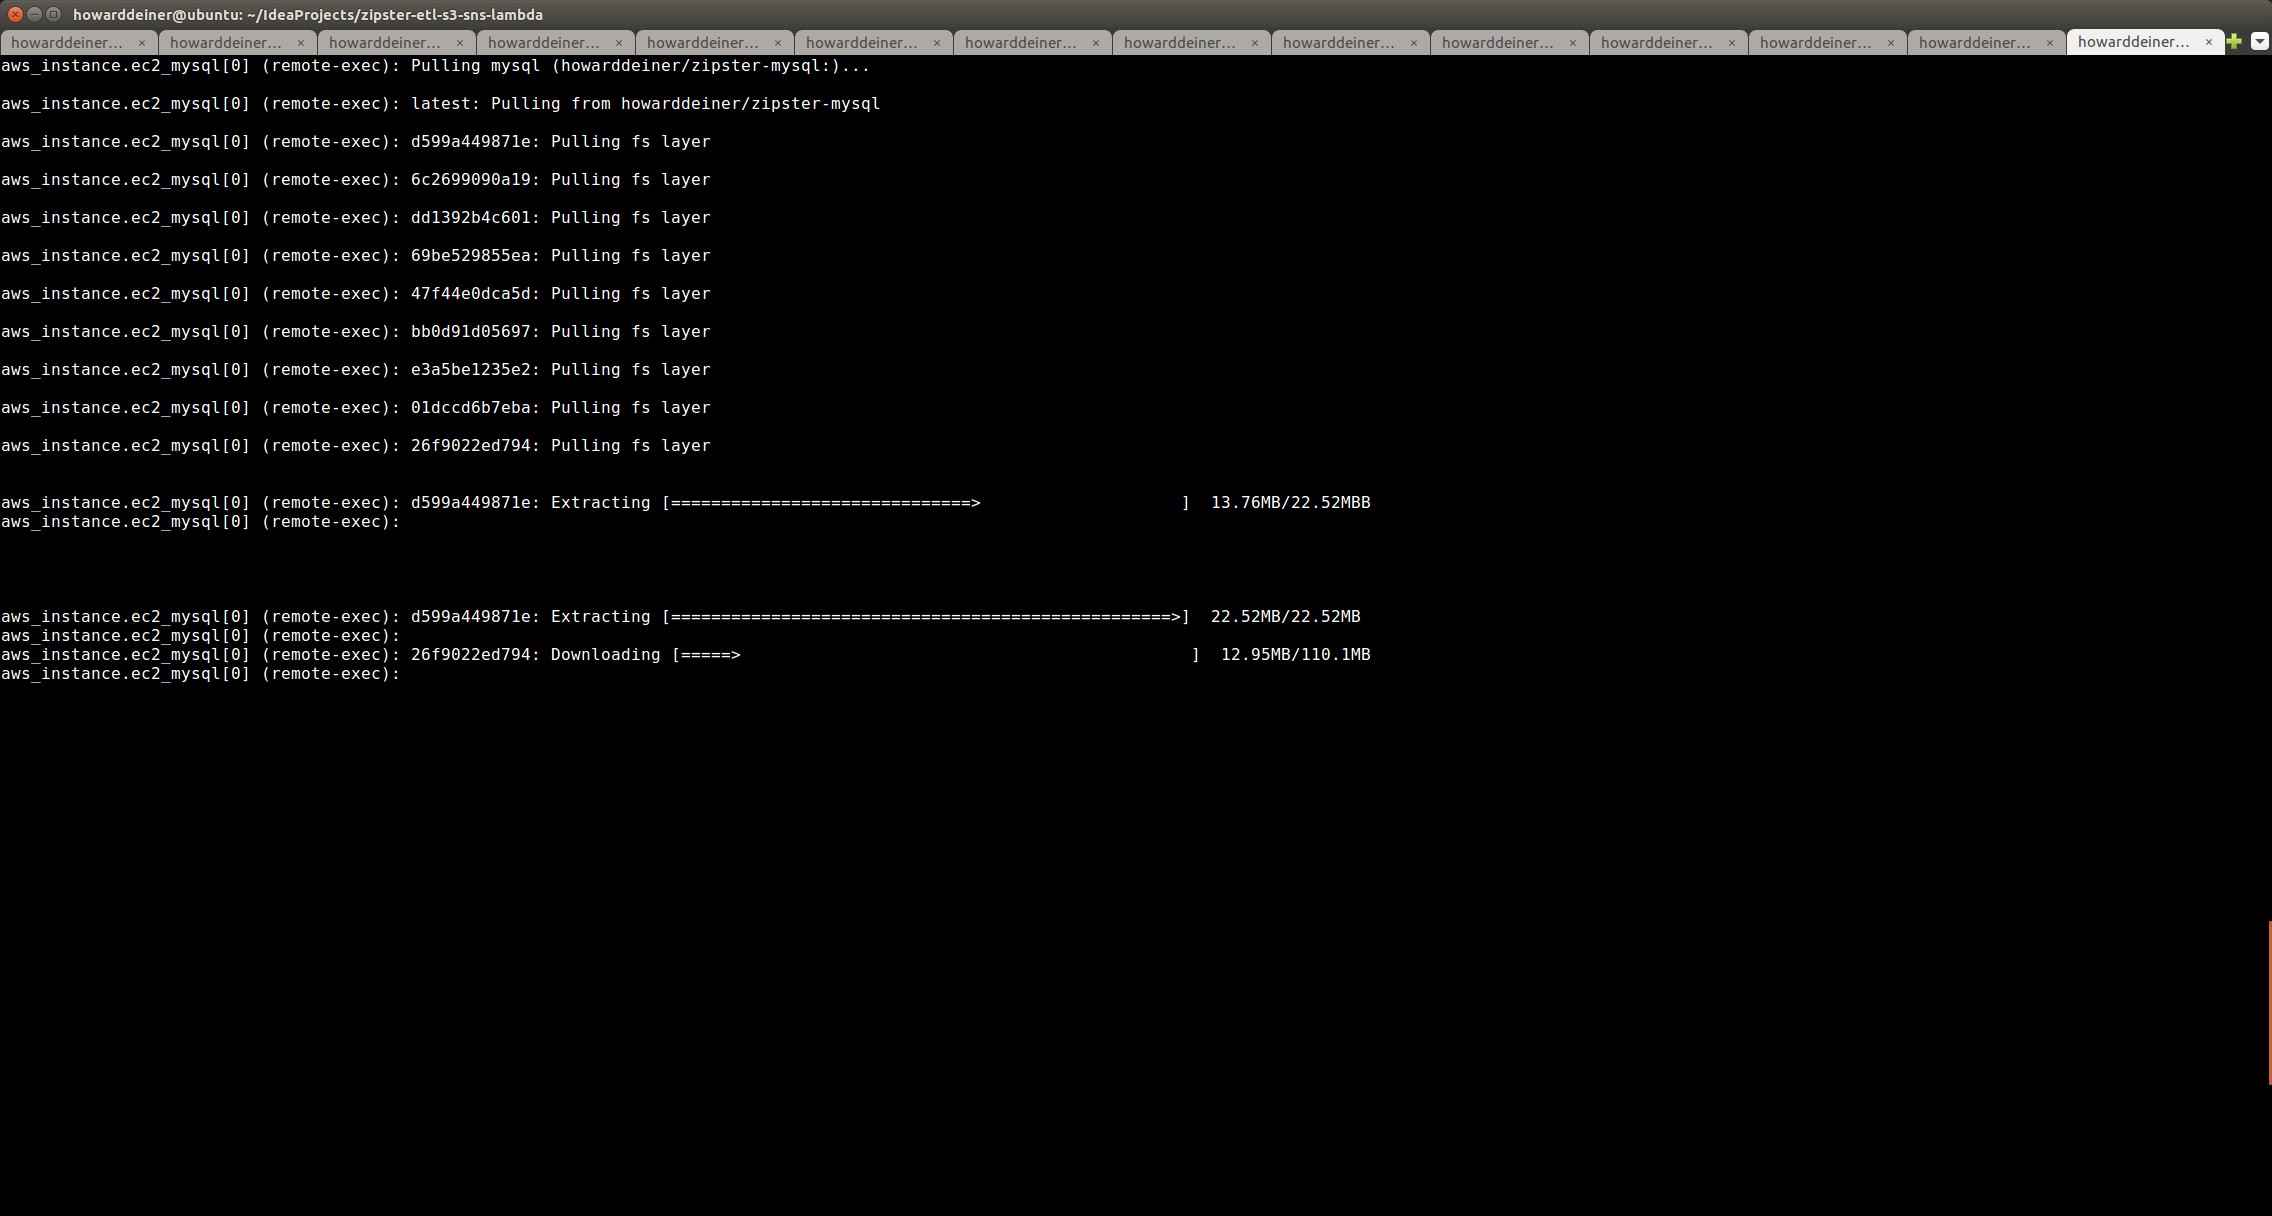 howarddeiner@ubuntu: ~/IdeaProjects/zipster-etl-s3-sns-lambda
howarddeiner... × howarddeiner... × howarddeiner... × howarddeiner... × howarddeiner... × howarddeiner... × howarddeiner... × howarddeiner... × howarddeiner... × howarddeiner... × howarddeiner... × howarddeiner... × howarddeiner... × howarddeiner... ×
aws_instance.ec2_mysql[0] (remote-exec): Pulling mysql (howarddeiner/zipster-mysql:)...
aws_instance.ec2_mysql[0] (remote-exec): latest: Pulling from howarddeiner/zipster-mysql
aws_instance.ec2_mysql[0] (remote-exec): d599a449871e: Pulling fs layer
aws_instance.ec2_mysql[0] (remote-exec): 6c2699090a19: Pulling fs layer
aws_instance.ec2_mysql[0] (remote-exec): dd1392b4c601: Pulling fs layer
aws_instance.ec2_mysql[0] (remote-exec): 69be529855ea: Pulling fs layer
aws_instance.ec2_mysql[0] (remote-exec): 47f44e0dca5d: Pulling fs layer
aws_instance.ec2_mysql[0] (remote-exec): bb0d91d05697: Pulling fs layer
aws_instance.ec2_mysql[0] (remote-exec): e3a5be1235e2: Pulling fs layer
aws_instance.ec2_mysql[0] (remote-exec): 01dccd6b7eba: Pulling fs layer
aws_instance.ec2_mysql[0] (remote-exec): 26f9022ed794: Pulling fs layer
aws_instance.ec2_mysql[0] (remote-exec): d599a449871e: Extracting [==============================>                    ]  13.76MB/22.52MBB
aws_instance.ec2_mysql[0] (remote-exec):
aws_instance.ec2_mysql[0] (remote-exec): d599a449871e: Extracting [==================================================>]  22.52MB/22.52MB
aws_instance.ec2_mysql[0] (remote-exec):
aws_instance.ec2_mysql[0] (remote-exec): 26f9022ed794: Downloading [=====>                                             ]  12.95MB/110.1MB
aws_instance.ec2_mysql[0] (remote-exec):